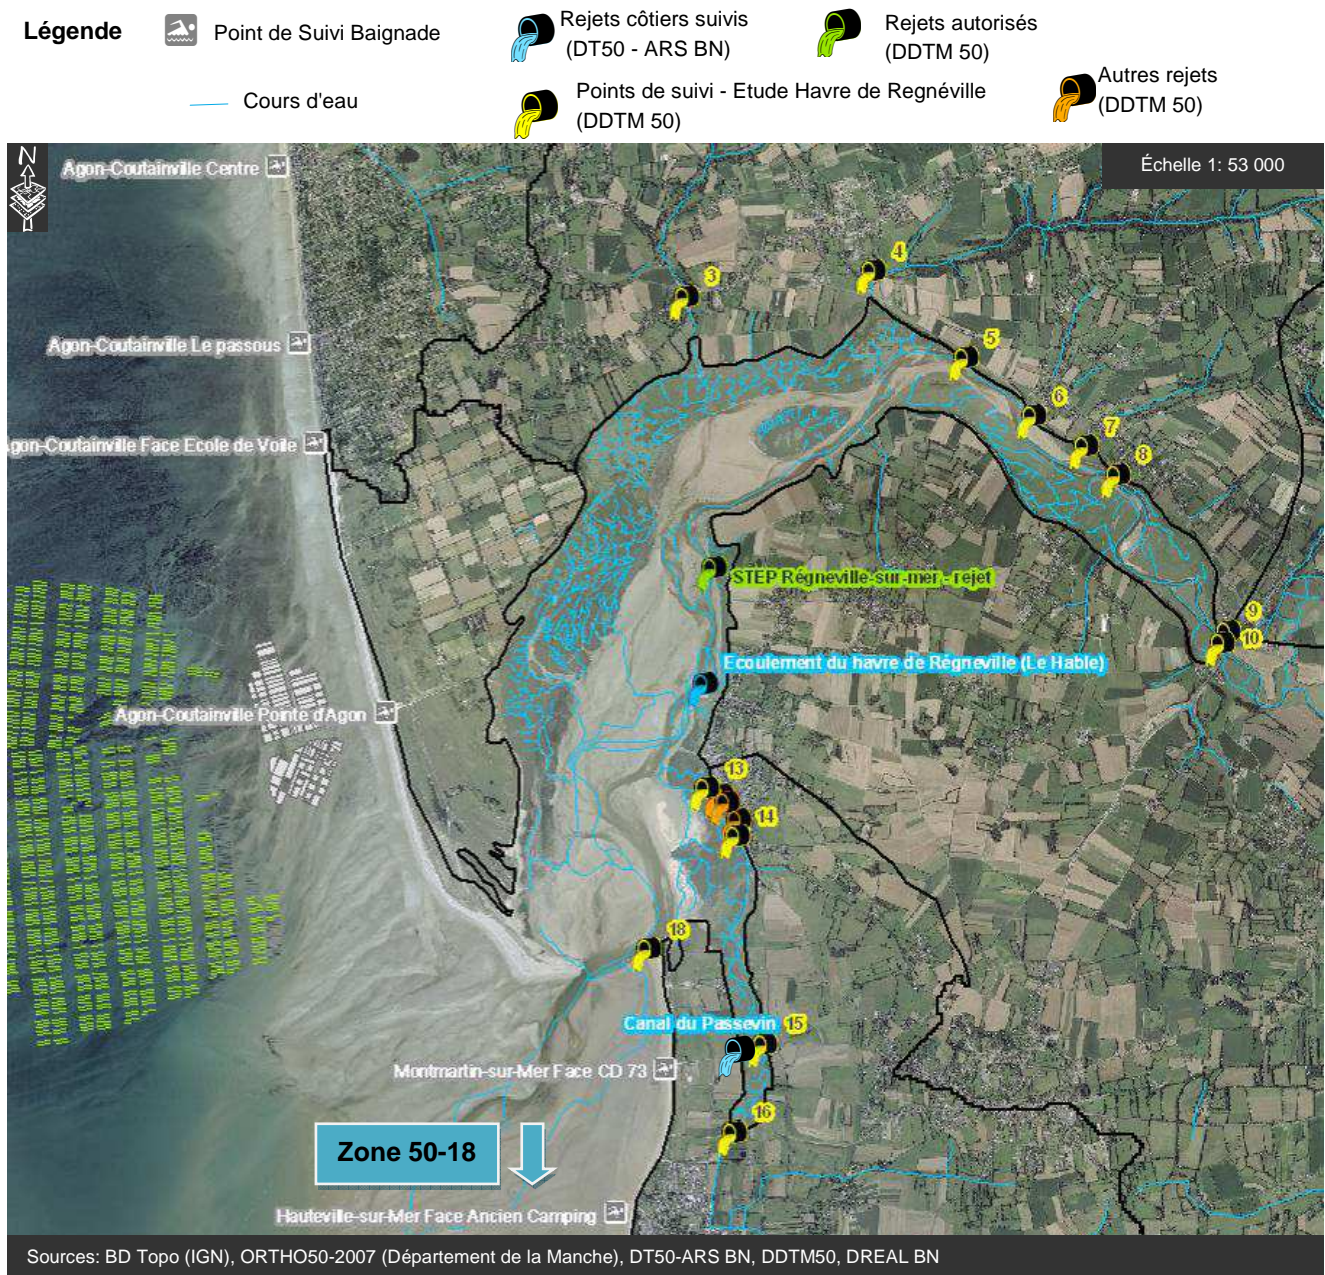 Légende
Point de Suivi Baignade
Rejets côtiers suivis
(DT50 - ARS BN)
Rejets autorisés
(DDTM 50)
Cours d'eau
Points de suivi - Etude Havre de Regnéville
(DDTM 50)
Autres rejets
(DDTM 50)
N
Échelle 1: 53 000
Agon-Coutainville Centre
3
4
Agon-Coutainville Le passous
5
6
Agon-Coutainville Face Ecole de Voile
7
8
STEP Régneville-sur-mer - rejet
9
10
Ecoulement du havre de Régneville (Le Hable)
Agon-Coutainville Pointe d'Agon
13
14
18
Canal du Passevin
15
Montmartin-sur-Mer Face CD 73
16
Zone 50-18
Hauteville-sur-Mer Face Ancien Camping
Sources: BD Topo (IGN), ORTHO50-2007 (Département de la Manche), DT50-ARS BN, DDTM50, DREAL BN